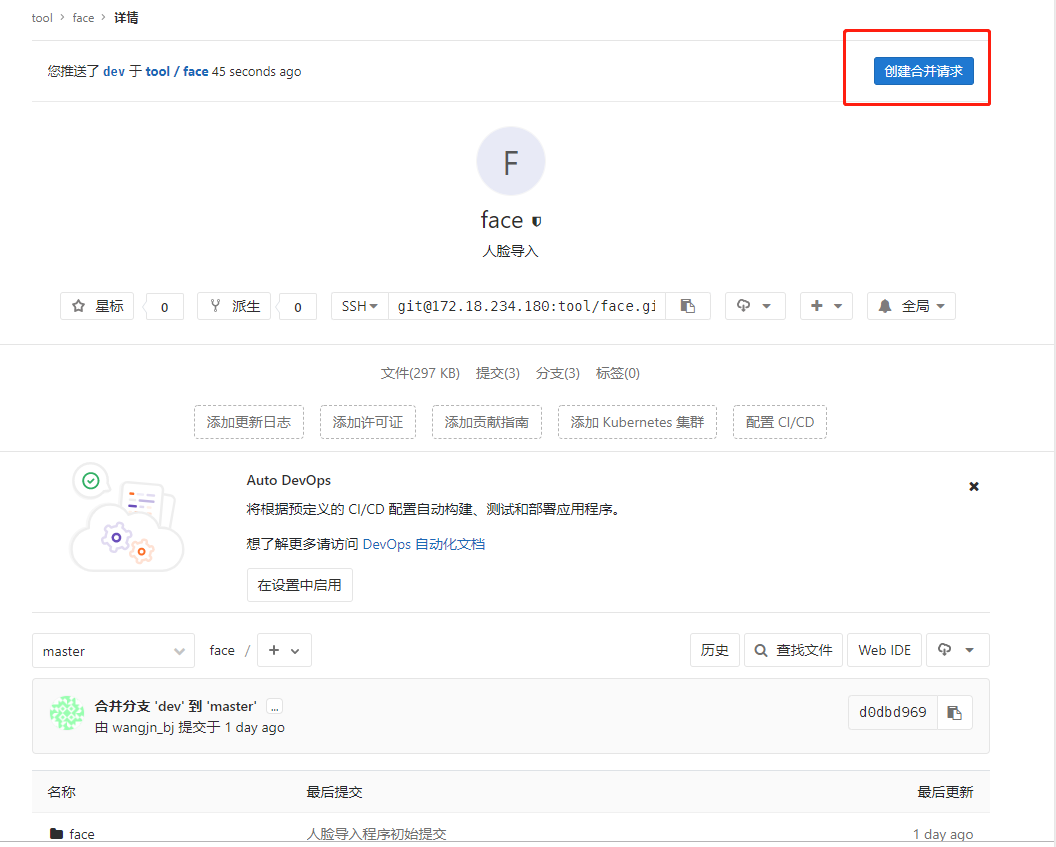 tool > face > 详情
您推送了 dev 于 tool / face 45 seconds ago
创建合并请求
F
face
人脸导入
星标 0 派生 0 SSH git@172.18.234.180:tool/face.gi 全局
文件(297 KB) 提交(3) 分支(3) 标签(0)
添加更新日志 添加许可证 添加贡献指南 添加 Kubernetes 集群 配置 CI/CD
Auto DevOps
将根据预定义的 CI/CD 配置自动构建、测试和部署应用程序。
想了解更多请访问 DevOps 自动化文档
在设置中启用
master face / + 历史 查找文件 Web IDE
合并分支 'dev' 到 'master' ...
由 wangjn_bj 提交于 1 day ago
d0dbd969
名称 最后提交 最后更新
face 人脸导入程序初始提交 1 day ago